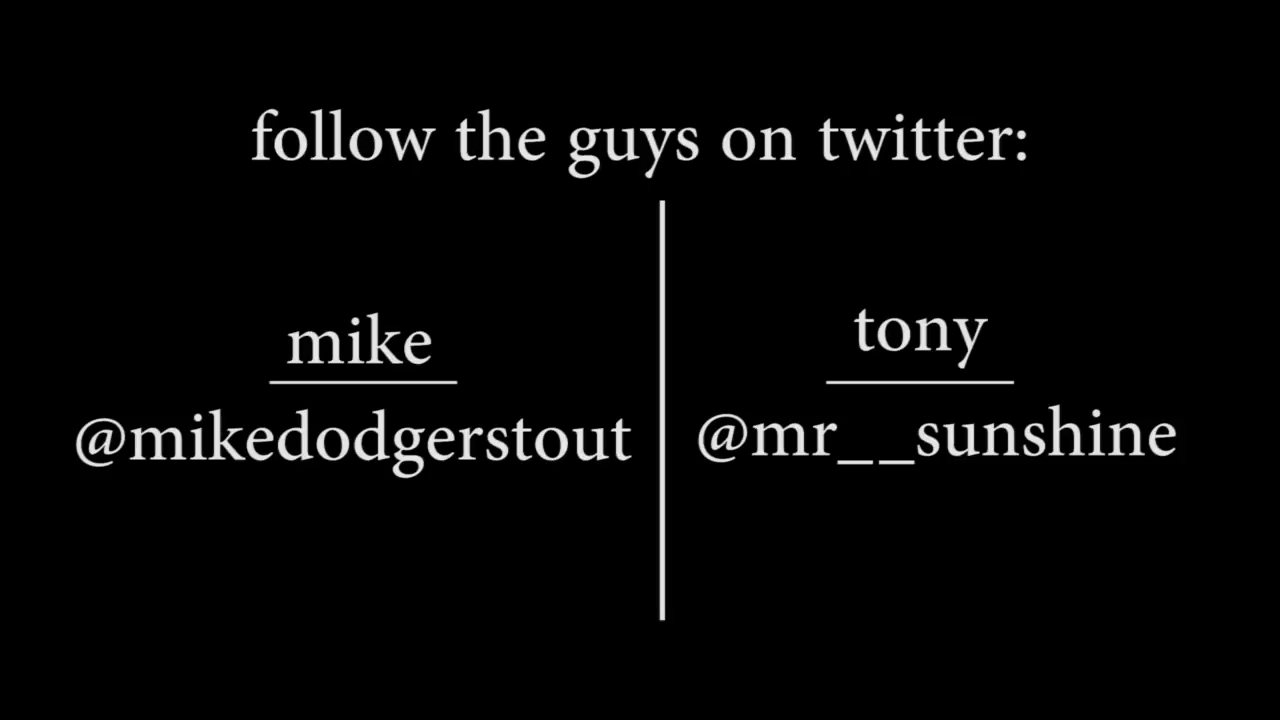 follow the guys on twitter:
mike
@mikedodgerstout
tony
@mr__sunshine